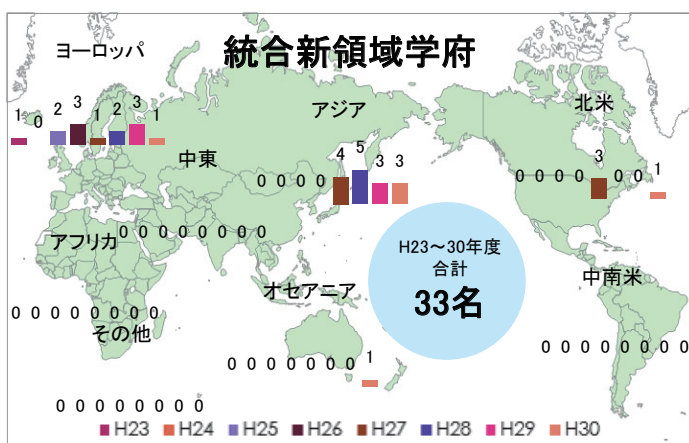 統合新領域学府
ヨーロッパ
1 0 2 3 1 2 3 1
アジア
0 0 0 0 4 5 3 3
北米
0 0 0 0 3 0 0 1
中東
0 0 0 0 0 0 0 0
アフリカ
0 0 0 0 0 0 0 0
オセアニア
0 0 0 0 0 0 0 1
中南米
0 0 0 0 0 0 0 0
その他
0 0 0 0 0 0 0 0
H23～30年度
合計
33名
H23 H24 H25 H26 H27 H28 H29 H30